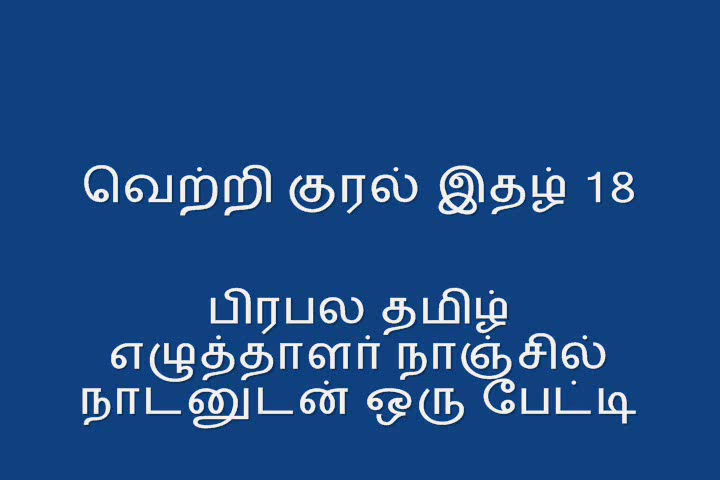 வெற்றி குரல் இதழ் 18
பிரபல தமிழ்
எழுத்தாளர் நாஞ்சில்
நாடனுடன் ஒரு பேட்டி